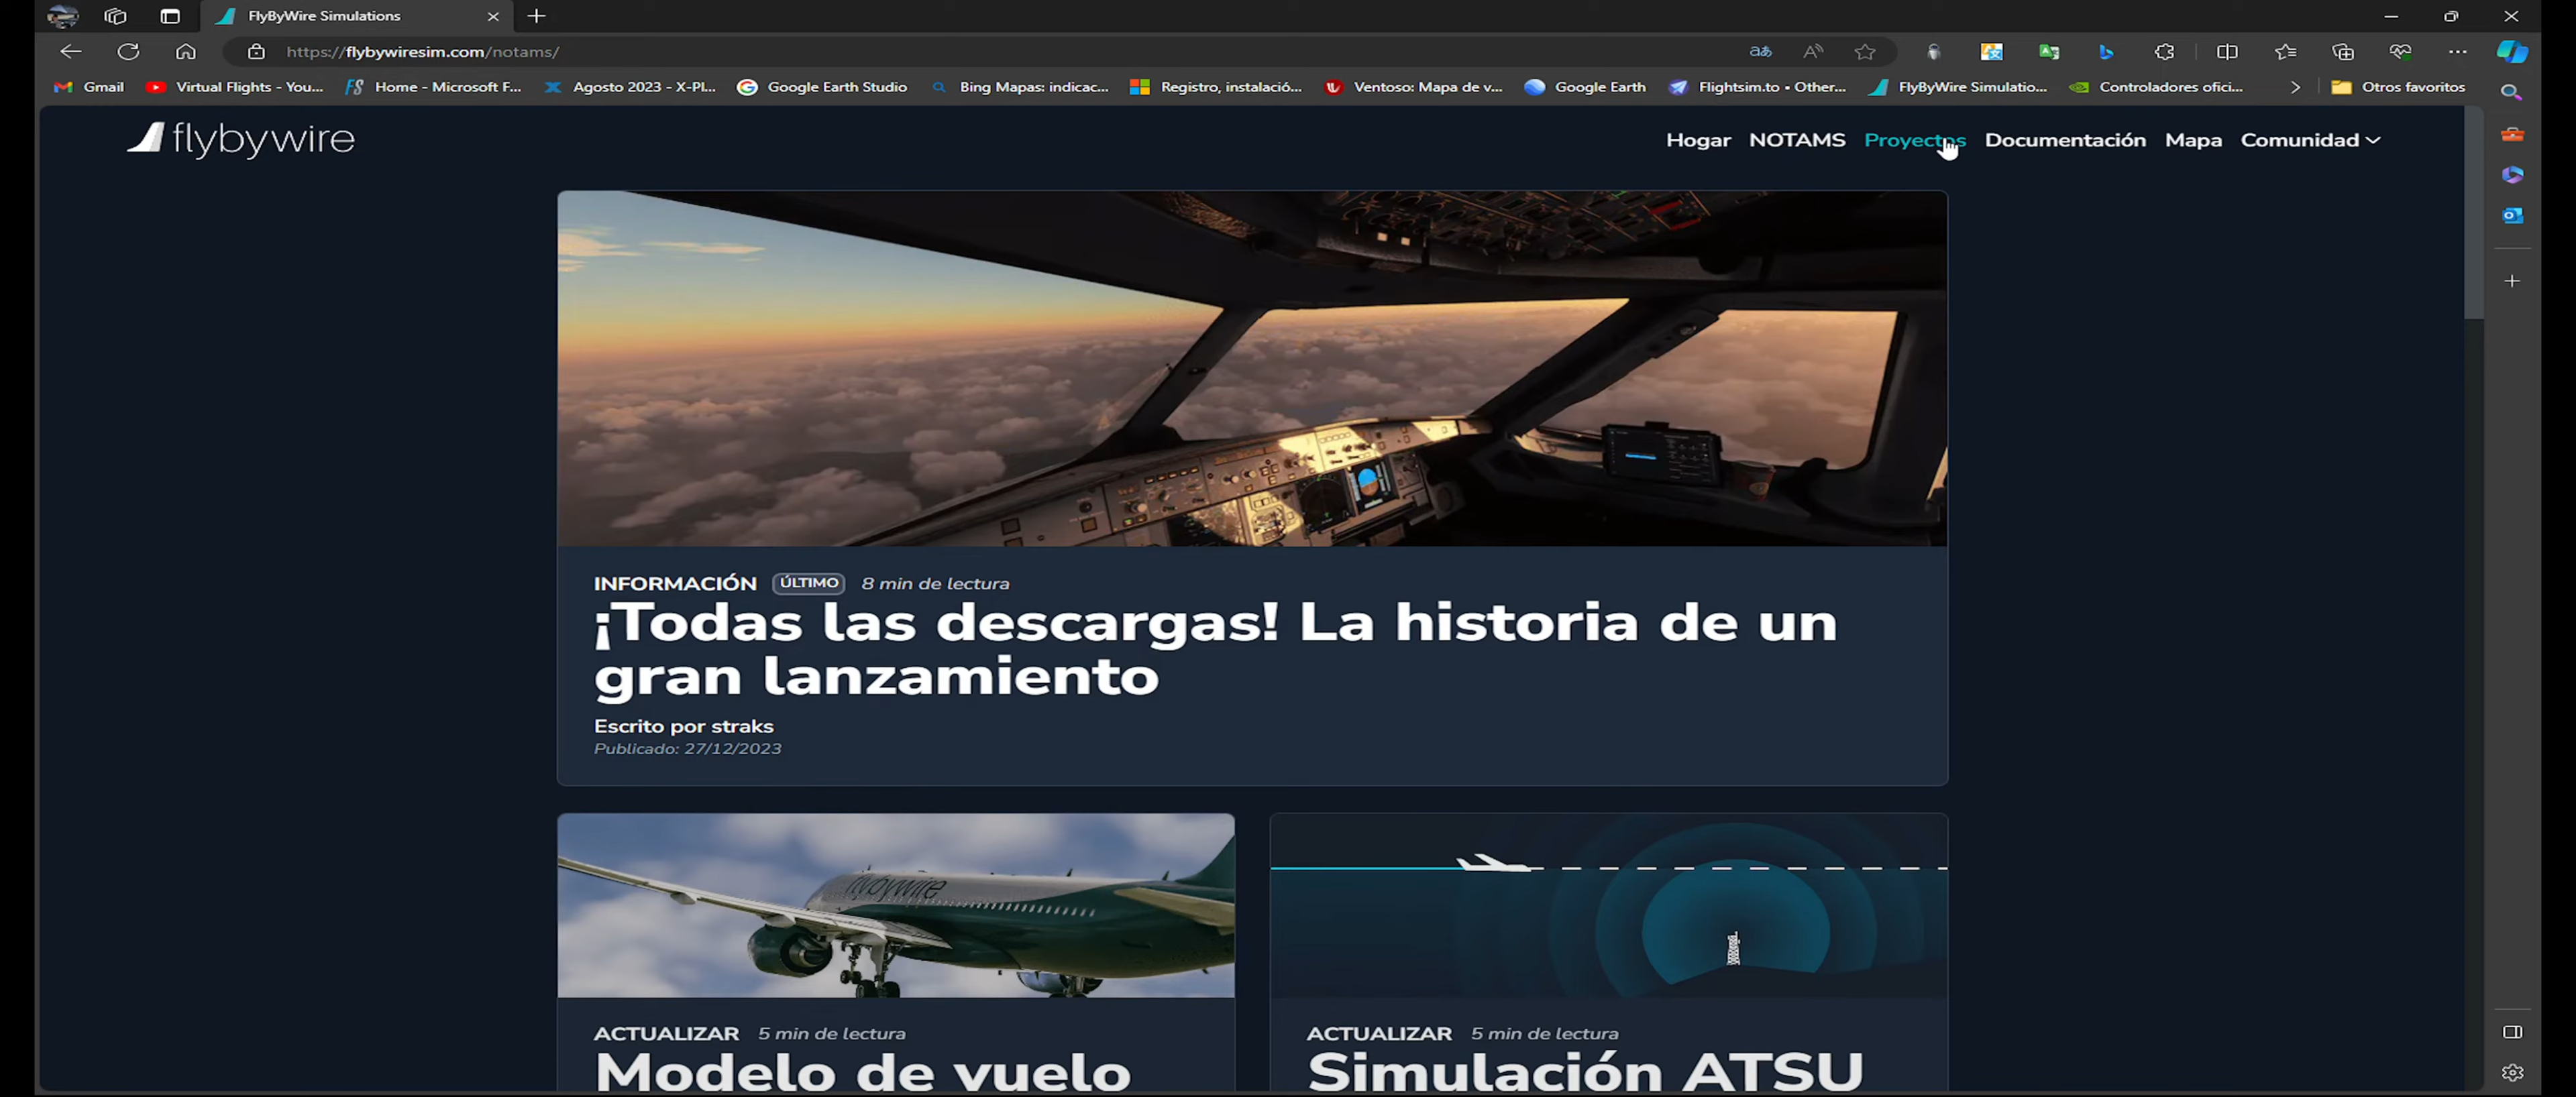 FlyByWire Simulations
https://flybywiresim.com/notams/
Gmail
Virtual Flights - You...
Home - Microsoft F...
Agosto 2023 - X-Pl...
Google Earth Studio
Bing Mapas: indicac...
Registro, instalació...
Ventoso: Mapa de v...
Google Earth
Flightsim.to • Other...
FlyByWire Simulatio...
Controladores ofici...
Otros favoritos
flybywire
Hogar
NOTAMS
Proyectos
Documentación
Mapa
Comunidad
INFORMACIÓN ÚLTIMO 8 min de lectura
¡Todas las descargas! La historia de un
gran lanzamiento
Escrito por straks
Publicado: 27/12/2023
flybywire
ACTUALIZAR 5 min de lectura
Modelo de vuelo
ACTUALIZAR 5 min de lectura
Simulación ATSU